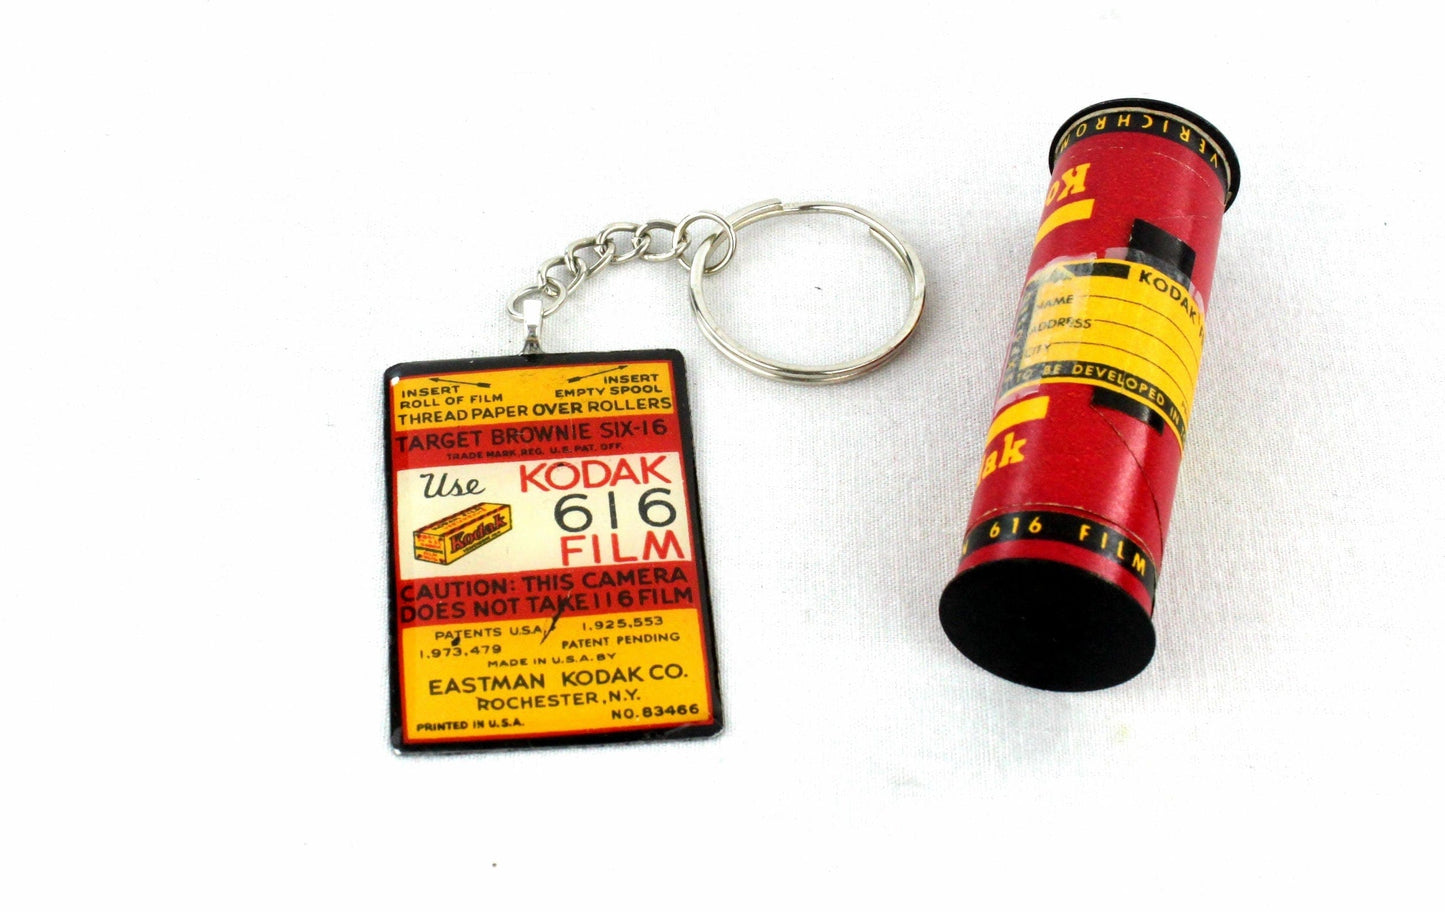 INSERT
ROLL OF FILM
INSERT
EMPTY SPOOL
THREAD PAPER OVER ROLLERS
TARGET BROWNIE SIX-16
TRADE MARK REG. U.S. PAT. OFF.
Use
KODAK
616
FILM
Kodak
CAUTION: THIS CAMERA
DOES NOT TAKE 116 FILM
PATENTS U.S.A.
1,925,553
1,973,479
PATENT PENDING
MADE IN U.S.A. BY
EASTMAN KODAK CO.
ROCHESTER, N.Y.
PRINTED IN U.S.A.
NO. 83466
VERICHROM
Ko
KODAK
NAME
ADDRESS
CITY
TO BE DEVELOPED IN
ak
616 FILM